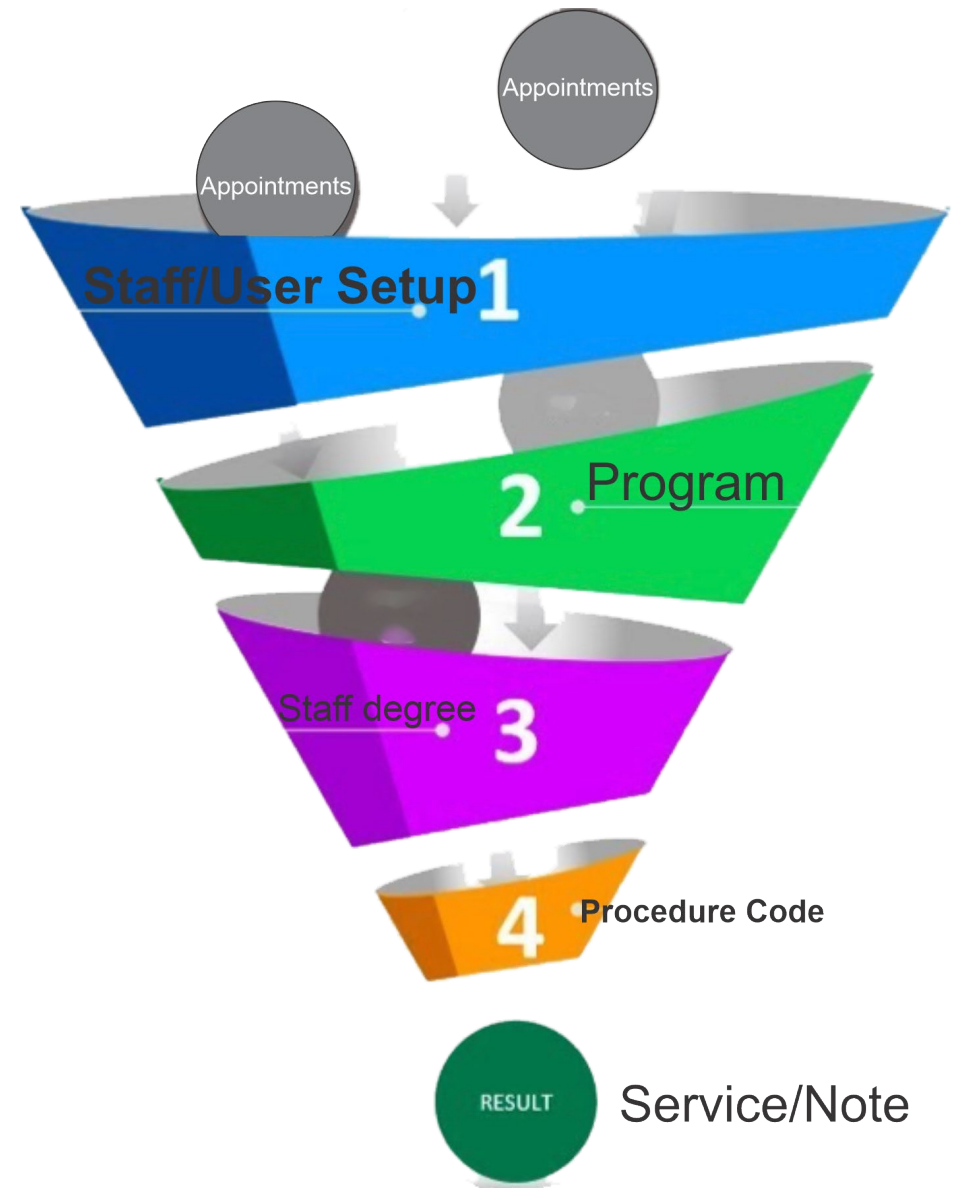 Appointments
Appointments
Staff/User Setup
1
2
Program
Staff degree
3
4
Procedure Code
RESULT
Service/Note